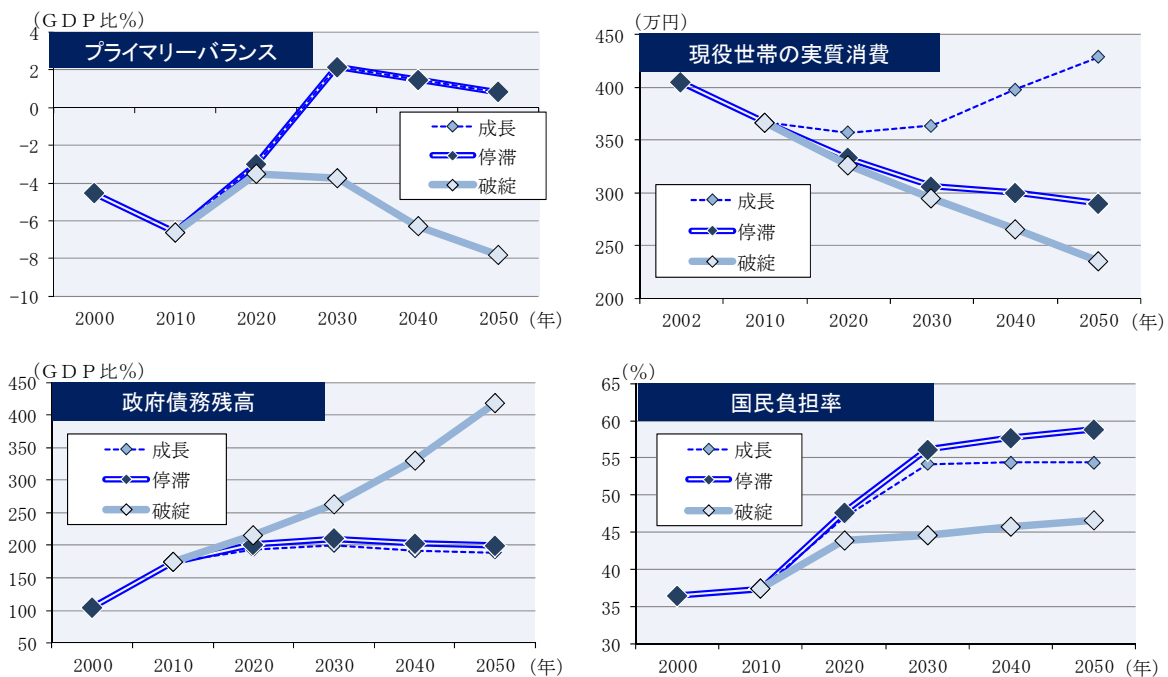 (GDP比%)
プライマリーバランス
4
2
0
-2
-4
-6
-8
-10
成長
停滞
破綻
2000 2010 2020 2030 2040 2050 (年)
(万円)
現役世帯の実質消費
450
400
350
300
250
200
成長
停滞
破綻
2002 2010 2020 2030 2040 2050 (年)
(GDP比%)
政府債務残高
450
400
350
300
250
200
150
100
50
成長
停滞
破綻
2000 2010 2020 2030 2040 2050 (年)
(%)
国民負担率
65
60
55
50
45
40
35
30
成長
停滞
破綻
2000 2010 2020 2030 2040 2050 (年)